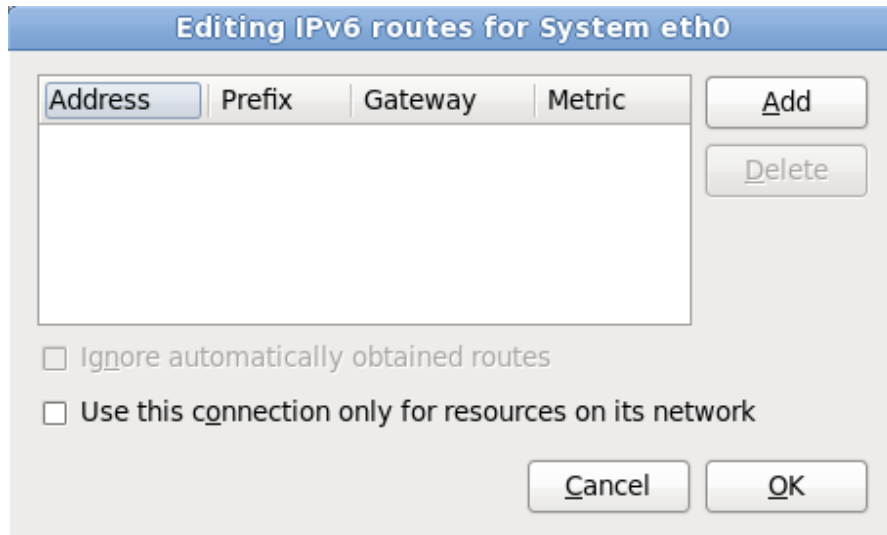 Editing IPv6 routes for System eth0
Address Prefix Gateway Metric
Add
Delete
Ignore automatically obtained routes
Use this connection only for resources on its network
Cancel OK